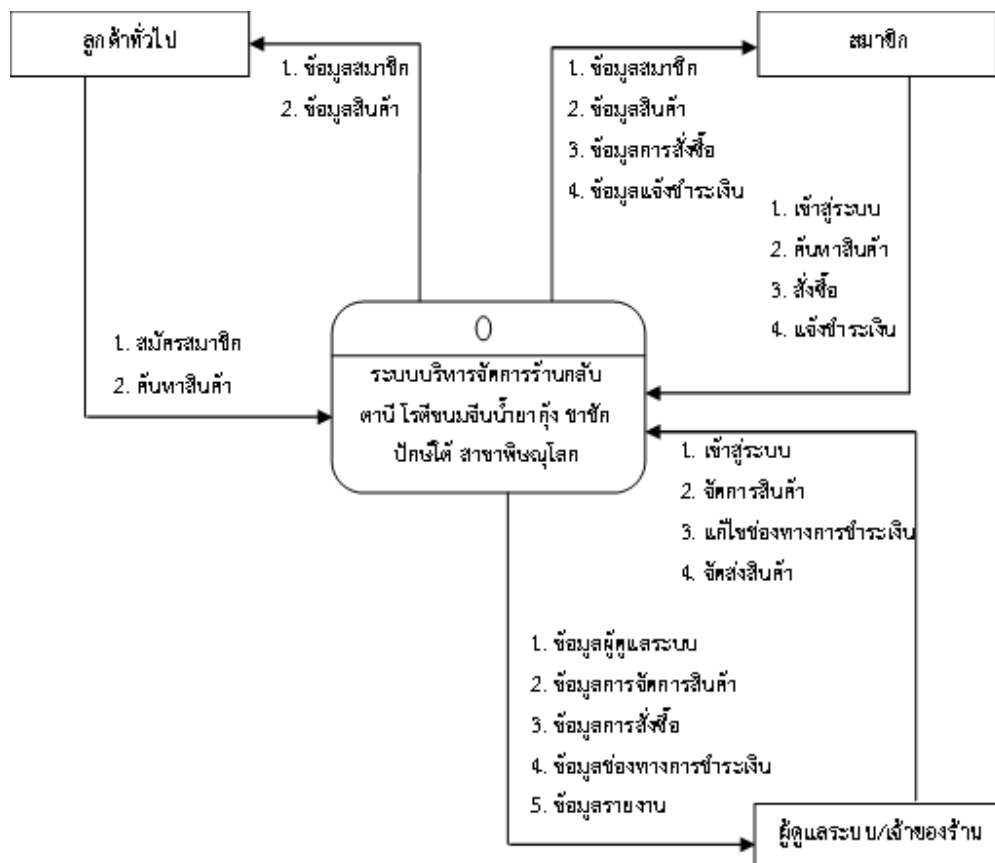 ลูกค้าทั่วไป
สมาชิก
1. ข้อมูลสมาชิก
2. ข้อมูลสินค้า
1. ข้อมูลสมาชิค
2. ข้อมูลสินค้า
3. ข้อมูลการสั่งซื้อ
4. ข้อมูลแจ้งชำระเงิน
1. เข้าสู่ระบบ
2. ค้นหาสินค้า
3. สั่งซื้อ
4. แจ้งชำระเงิน
1. สมัครสมาชิก
2. ค้นหาสินค้า
0
ระบบบริหารจัดการร้านกลับ
ตานี โรตีขนมจีนน้ำยา กุ้ง ชาชัก
ปักษ์ใต้ สาขาพิษณุโลก
1. เข้าสู่ระบบ
2. จัดการสินค้า
3. แก้ไขช่องทางการชำระเงิน
4. จัดส่งสินค้า
1. ข้อมูลผู้ดูแลระบบ
2. ข้อมูลการจัดการสินค้า
3. ข้อมูลการสั่งซื้อ
4. ข้อมูลช่องทางการชำระเงิน
5. ข้อมูลรายงาน
ผู้ดูแลระบบ/เจ้าของร้าน